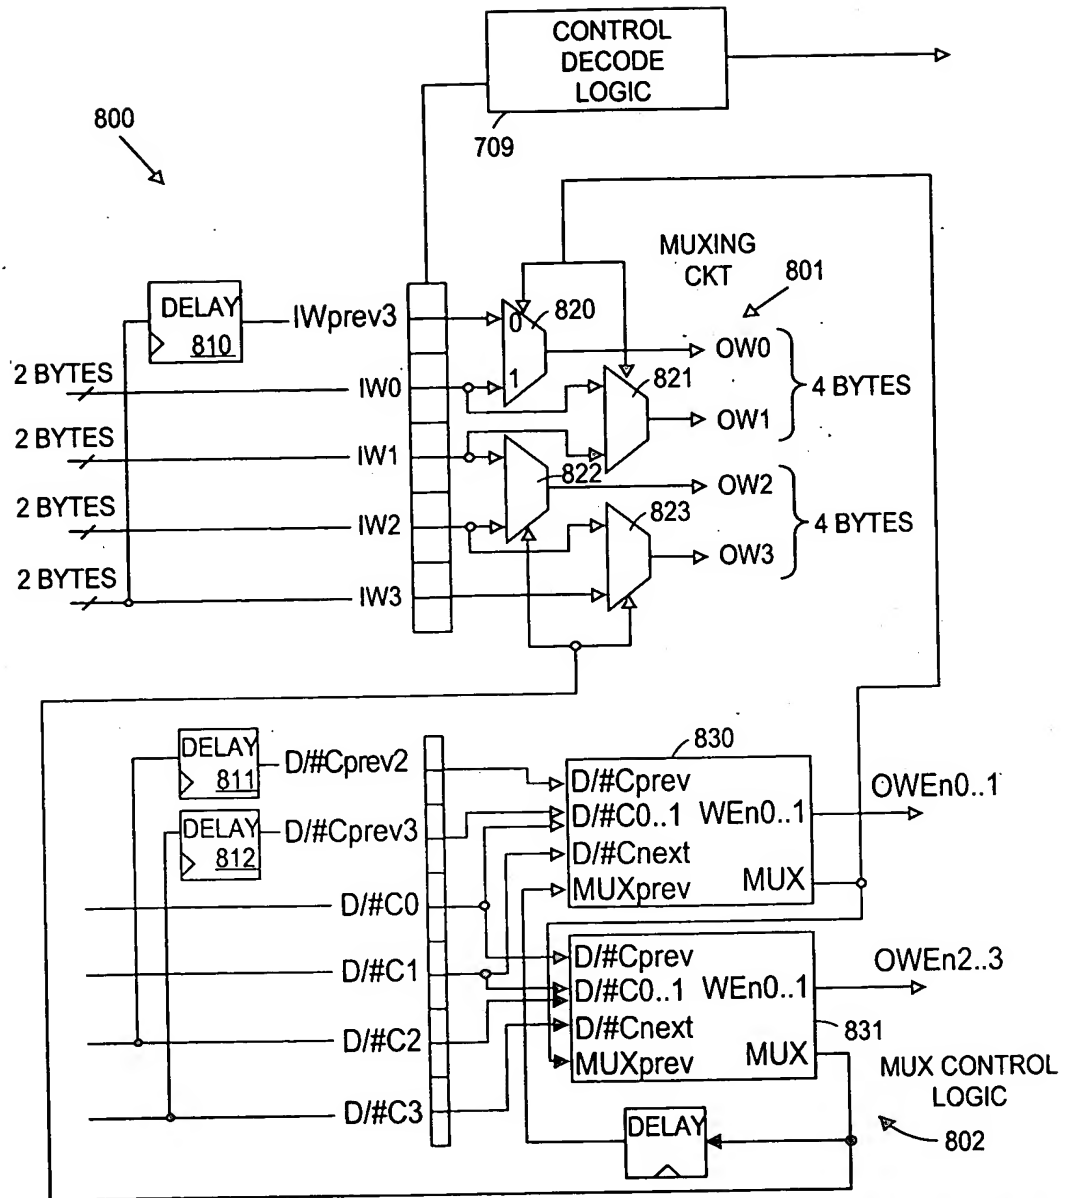 CONTROL
DECODE
LOGIC
709
800
MUXING
CKT
801
DELAY
810
IWprev3
0
820
OW0
2 BYTES
IW0
1
821
4 BYTES
OW1
2 BYTES
IW1
822
OW2
2 BYTES
IW2
823
4 BYTES
OW3
2 BYTES
IW3
830
DELAY
811
D/#Cprev2
D/#Cprev
OWEn0..1
DELAY
812
D/#Cprev3
D/#C0..1 WEn0..1
D/#Cnext
MUXprev MUX
D/#C0
D/#Cprev
OWEn2..3
D/#C1
D/#C0..1 WEn0..1
D/#Cnext
831
D/#C2
MUXprev MUX
MUX CONTROL
LOGIC
D/#C3
DELAY
802